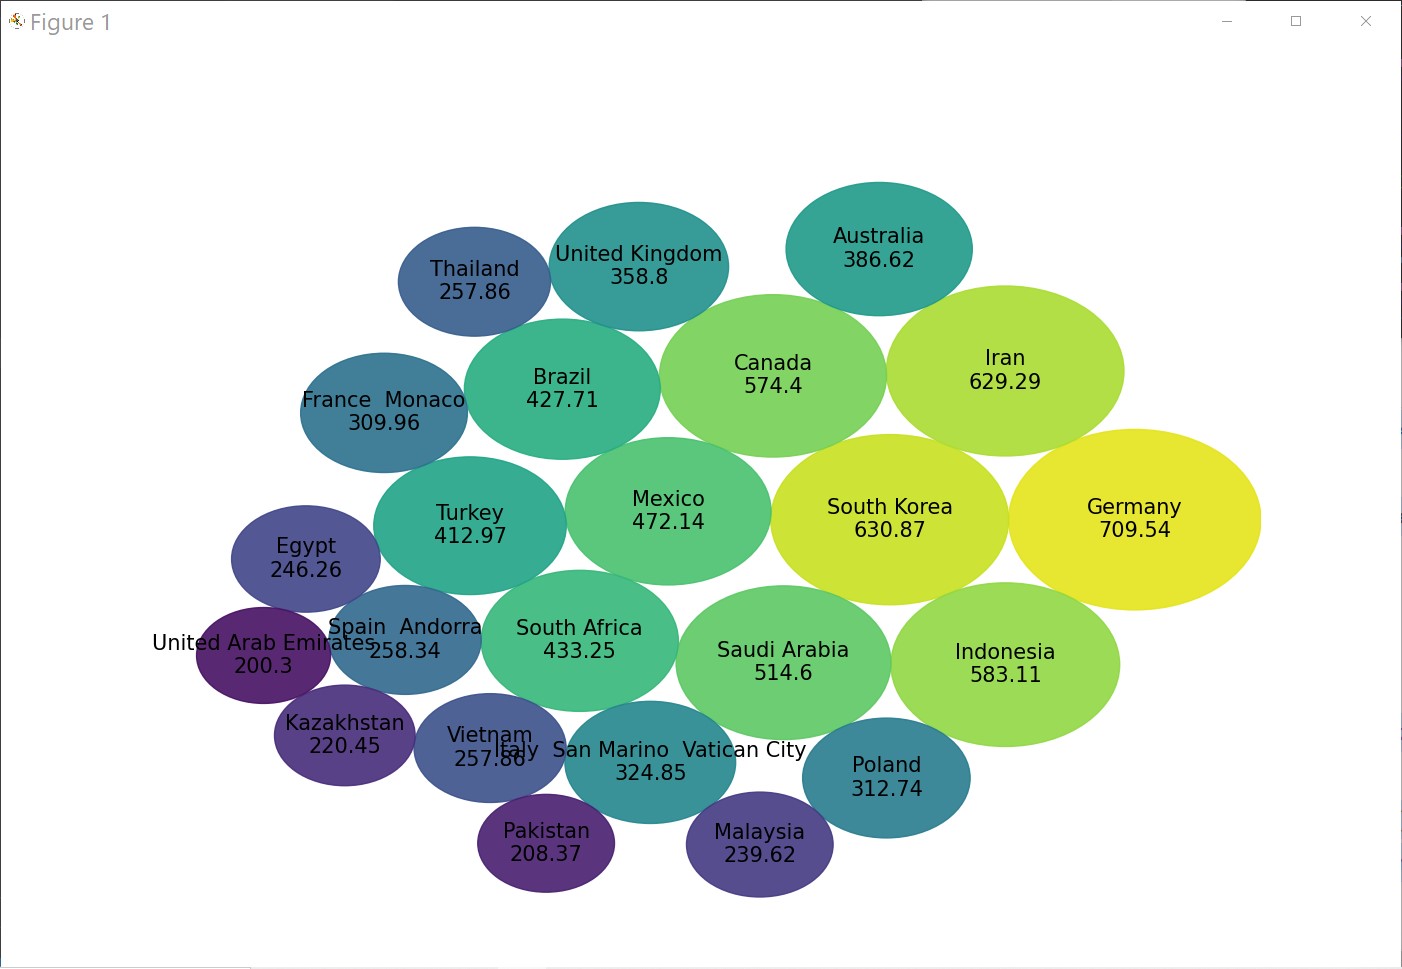 Figure 1
Australia
386.62
United Kingdom
358.8
Thailand
257.86
Iran
629.29
Canada
574.4
Brazil
427.71
France  Monaco
309.96
Mexico
472.14
South Korea
630.87
Germany
709.54
Turkey
412.97
Egypt
246.26
Spain  Andorra
258.34
South Africa
433.25
United Arab Emirates
200.3
Saudi Arabia
514.6
Indonesia
583.11
Kazakhstan
220.45
Vietnam
257.86
Italy  San Marino  Vatican City
324.85
Poland
312.74
Pakistan
208.37
Malaysia
239.62